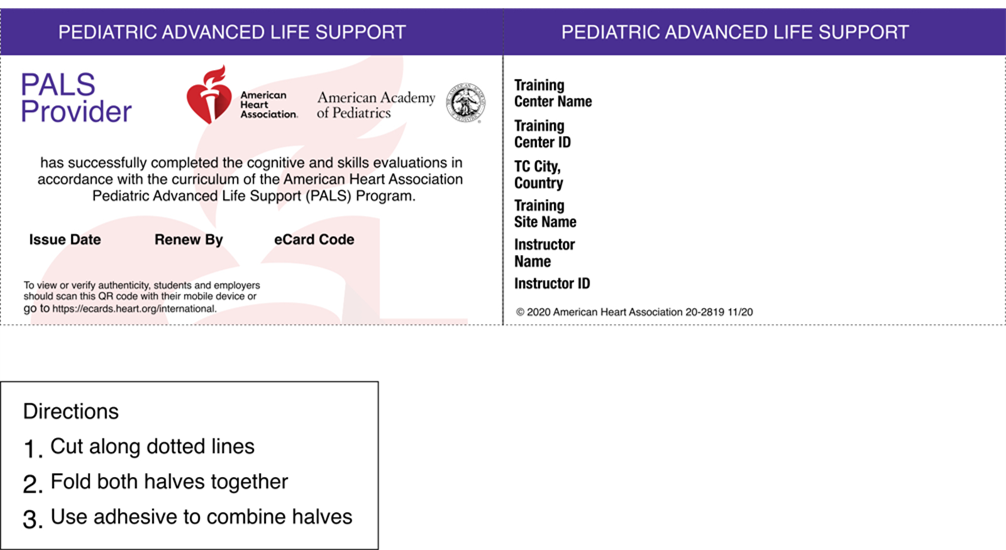 PEDIATRIC ADVANCED LIFE SUPPORT
PALS
Provider
American
Heart
Association.
American Academy
of Pediatrics
has successfully completed the cognitive and skills evaluations in
accordance with the curriculum of the American Heart Association
Pediatric Advanced Life Support (PALS) Program.
Issue Date Renew By eCard Code
To view or verify authenticity, students and employers
should scan this QR code with their mobile device or
go to https://ecards.heart.org/international.
PEDIATRIC ADVANCED LIFE SUPPORT
Training
Center Name
Training
Center ID
TC City,
Country
Training
Site Name
Instructor
Name
Instructor ID
© 2020 American Heart Association 20-2819 11/20
Directions
1. Cut along dotted lines
2. Fold both halves together
3. Use adhesive to combine halves